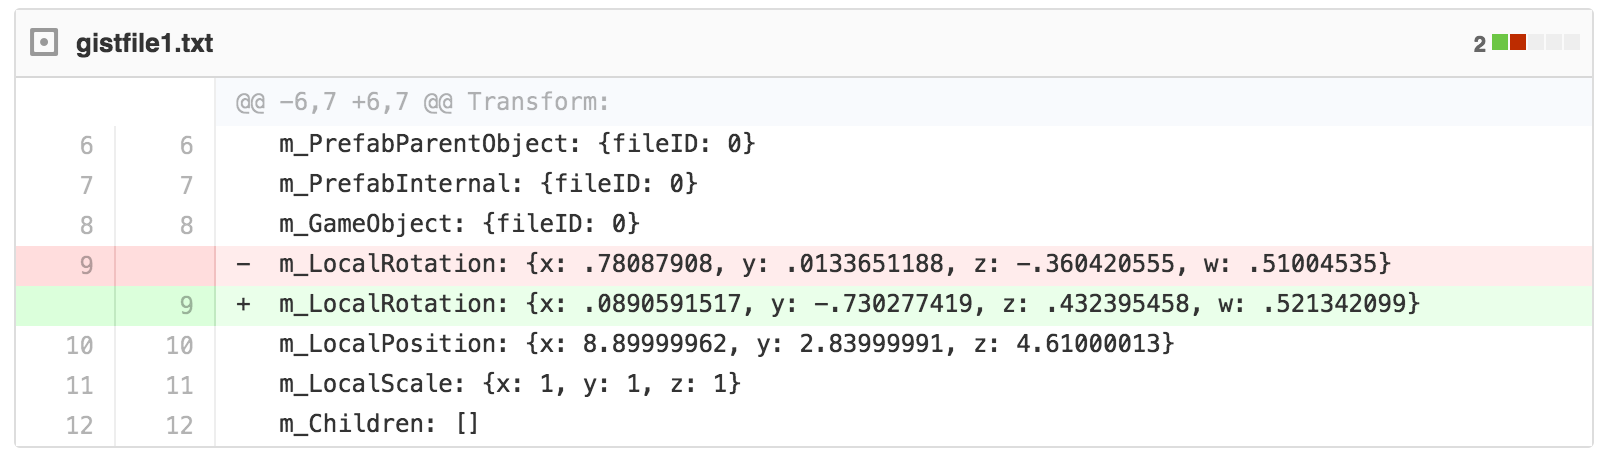 gistfile1.txt 2
@@ -6,7 +6,7 @@ Transform:
6 6 m_PrefabParentObject: {fileID: 0}
7 7 m_PrefabInternal: {fileID: 0}
8 8 m_GameObject: {fileID: 0}
9 - m_LocalRotation: {x: .78087908, y: .0133651188, z: -.360420555, w: .51004535}
9 + m_LocalRotation: {x: .0890591517, y: -.730277419, z: .432395458, w: .521342099}
10 10 m_LocalPosition: {x: 8.89999962, y: 2.83999991, z: 4.61000013}
11 11 m_LocalScale: {x: 1, y: 1, z: 1}
12 12 m_Children: []